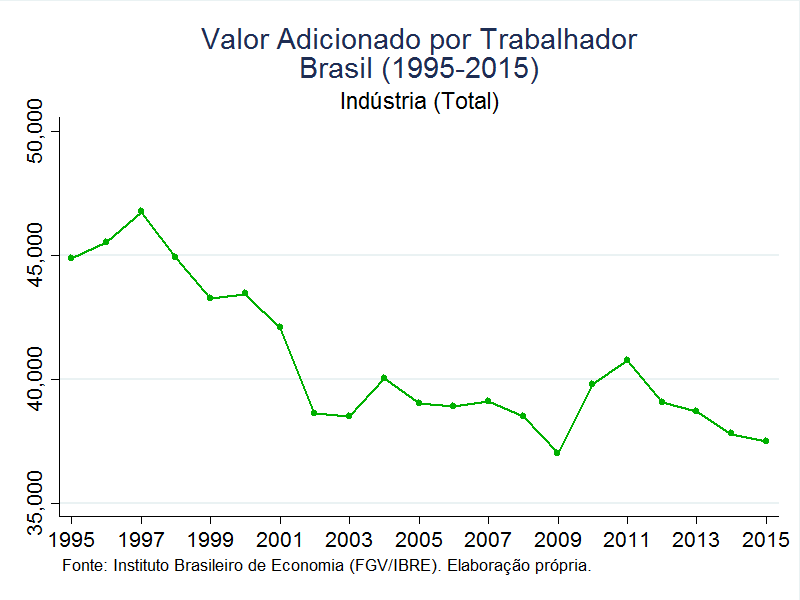 Valor Adicionado por Trabalhador
Brasil (1995-2015)
Indústria (Total)
50,000
45,000
40,000
35,000
1995 1997 1999 2001 2003 2005 2007 2009 2011 2013 2015
Fonte: Instituto Brasileiro de Economia (FGV/IBRE). Elaboração própria.